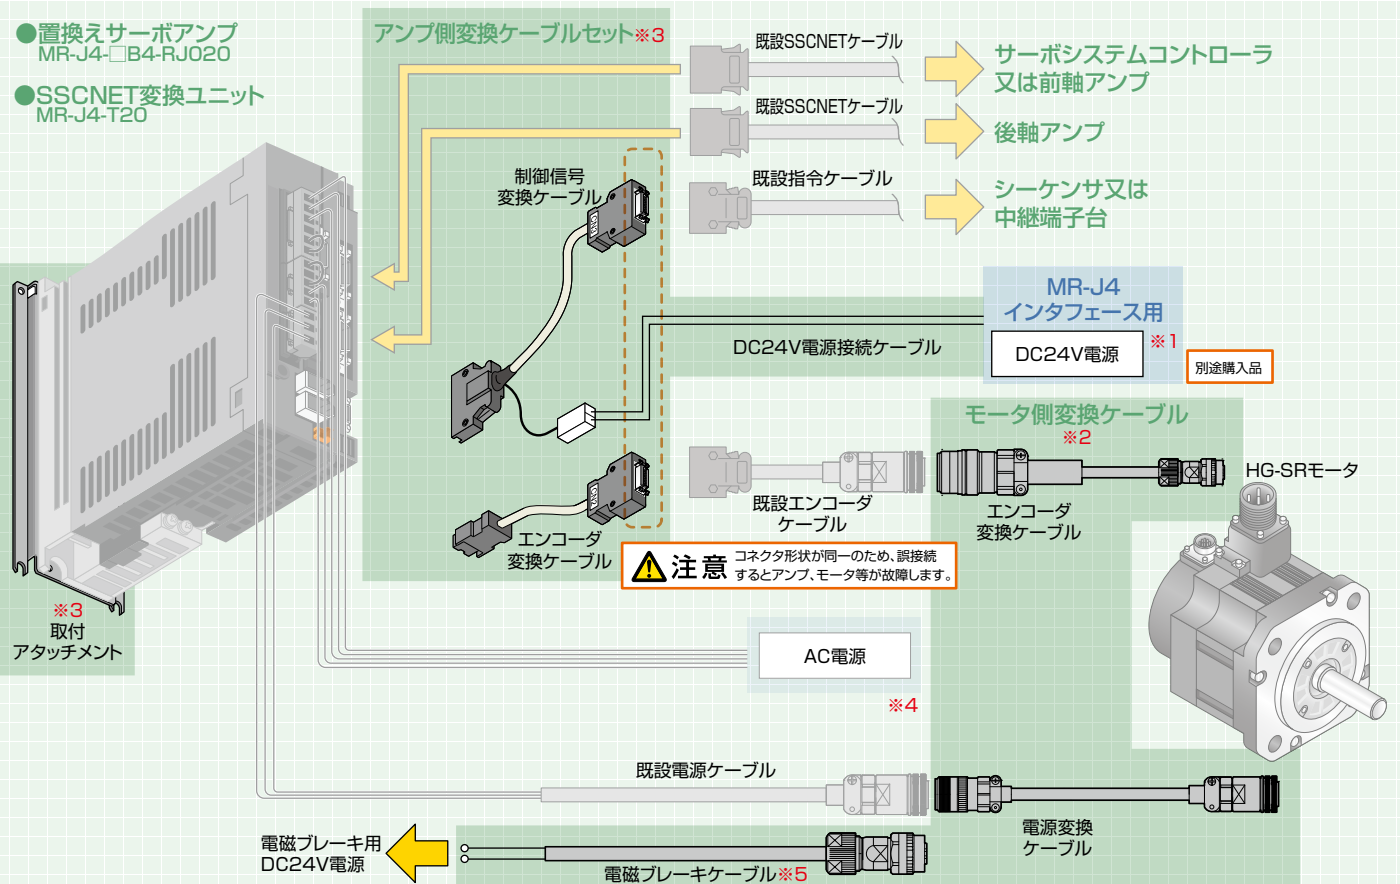 ●置換えサーボアンプ
MR-J4-□B4-RJ020
●SSCNET変換ユニット
MR-J4-T20
アンプ側変換ケーブルセット※3
既設SSCNETケーブル
サーボシステムコントローラ
又は前軸アンプ
既設SSCNETケーブル
後軸アンプ
制御信号
変換ケーブル
既設指令ケーブル
シーケンサ又は
中継端子台
MR-J4
インタフェース用
DC24V電源
※1
別途購入品
DC24V電源接続ケーブル
モータ側変換ケーブル
※2
HG-SRモータ
既設エンコーダ
ケーブル
エンコーダ
変換ケーブル
エンコーダ
変換ケーブル
注意
コネクタ形状が同一のため、誤接続
するとアンプ、モータ等が故障します。
※3
取付
アタッチメント
AC電源
※4
既設電源ケーブル
電源変換
ケーブル
電磁ブレーキ用
DC24V電源
電磁ブレーキケーブル※5